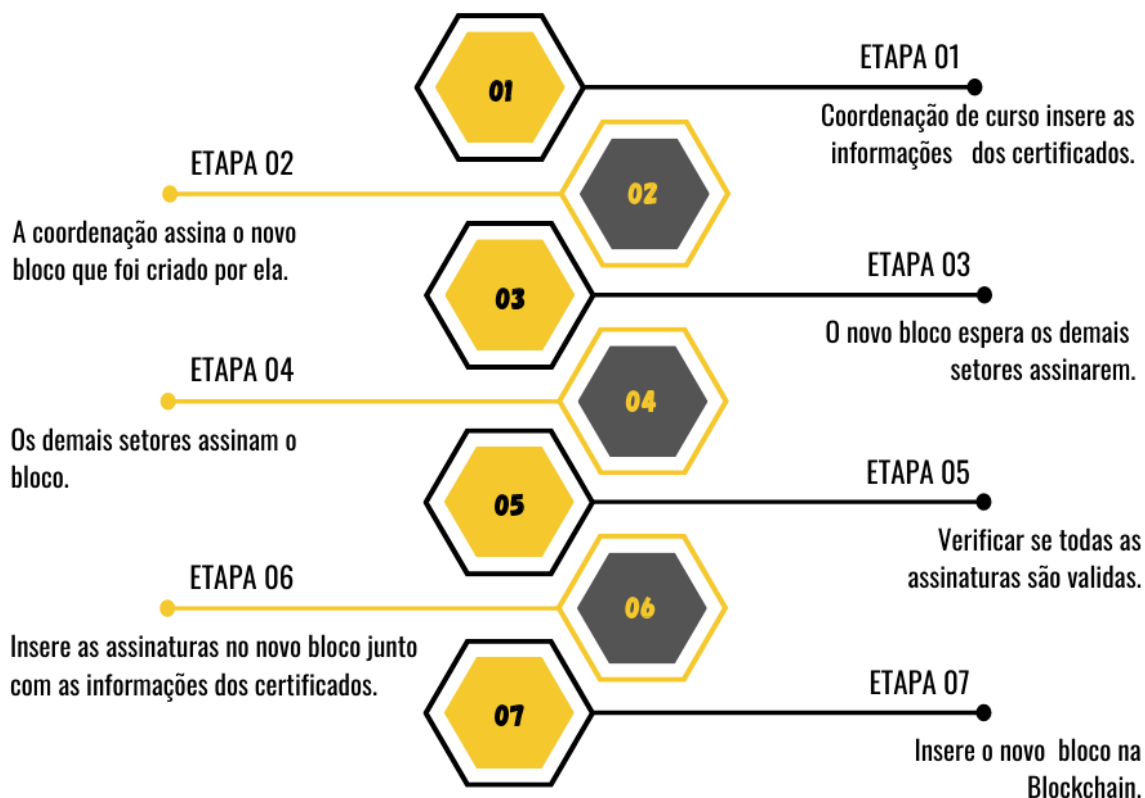 01
ETAPA 01
Coordenação de curso insere as
informações dos certificados.
ETAPA 02
02
A coordenação assina o novo
bloco que foi criado por ela.
03
ETAPA 03
O novo bloco espera os demais
setores assinarem.
ETAPA 04
04
Os demais setores assinam o
bloco.
05
ETAPA 05
Verificar se todas as
assinaturas são validas.
ETAPA 06
06
Insere as assinaturas no novo bloco junto
com as informações dos certificados.
07
ETAPA 07
Insere o novo bloco na
Blockchain.